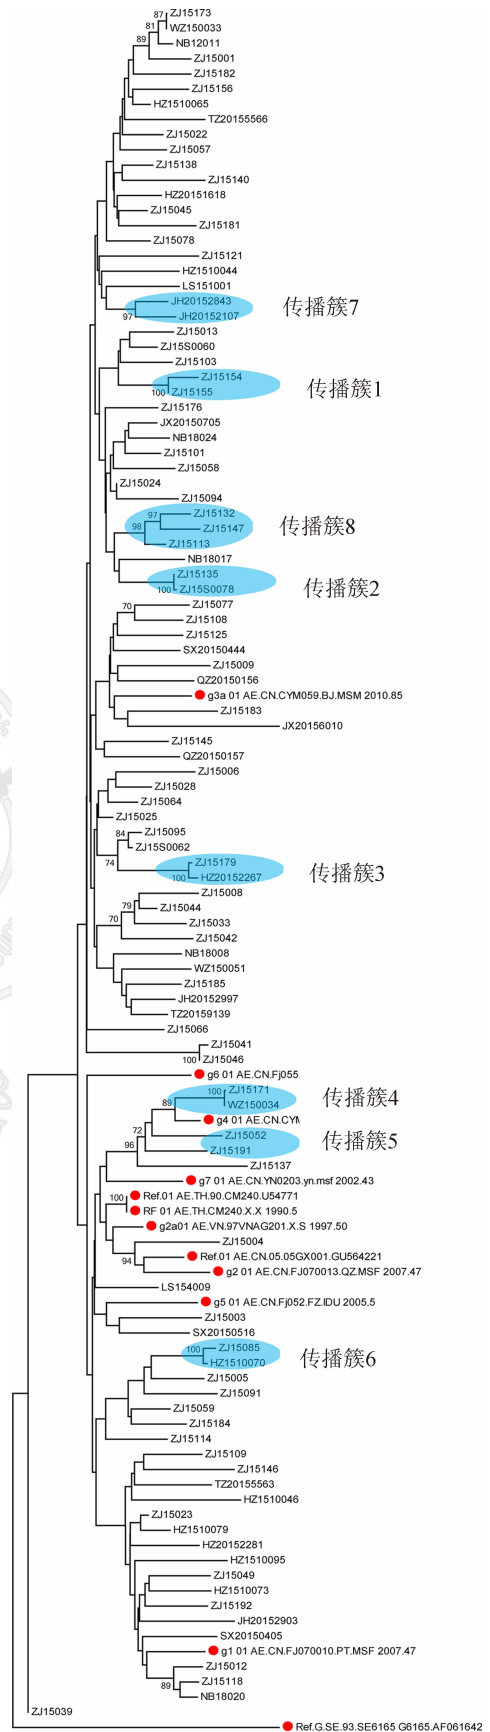 87 ZJ15173
81 WZ150033
89 NB12011
ZJ15001
ZJ15182
ZJ15156
HZ1510065
TZ20155566
ZJ15022
ZJ15057
ZJ15138
ZJ15140
HZ20151618
ZJ15045
ZJ15181
ZJ15078
ZJ15121
HZ1510044
LS151001
JH20152843
传播簇7
97 JH20152107
ZJ15013
ZJ15S0060
ZJ15103
ZJ15154
传播簇1
100 ZJ15155
ZJ15176
JX20150705
NB18024
ZJ15101
ZJ15058
ZJ15024
ZJ15094
97 ZJ15132
98 ZJ15147
传播簇8
ZJ15113
NB18017
ZJ15135
传播簇2
100 ZJ15S0078
70 ZJ15077
ZJ15108
ZJ15125
SX20150444
ZJ15009
QZ20150156
g3a 01 AE.CN.CYM059.BJ.MSM 2010.85
ZJ15183
JX20156010
ZJ15145
QZ20150157
ZJ15006
ZJ15028
ZJ15064
ZJ15025
84 ZJ15095
ZJ15S0062
74 ZJ15179
传播簇3
100 HZ20152267
ZJ15008
79 ZJ15044
70 ZJ15033
ZJ15042
NB18008
WZ150051
ZJ15185
JH20152997
TZ20159139
ZJ15066
ZJ15041
100 ZJ15046
g6 01 AE.CN.Fj055
100 ZJ15171
传播簇4
89 WZ150034
g4 01 AE.CN.CYM
72 ZJ15052
传播簇5
96 ZJ15191
ZJ15137
g7 01 AE.CN.YN0203.yn.msf 2002.43
Ref.01 AE.TH.90.CM240.U54771
100 RF 01 AE.TH.CM240.X.X 1990.5
g2a01 AE.VN.97VNAG201.X.S 1997.50
ZJ15004
94 Ref.01 AE.CN.05.05GX001.GU564221
g2 01 AE.CN.FJ070013.QZ.MSF 2007.47
LS154009
g5 01 AE.CN.Fj052.FZ.IDU 2005.5
ZJ15003
SX20150516
100 ZJ15085
传播簇6
HZ1510070
ZJ15005
ZJ15091
ZJ15059
ZJ15184
ZJ15114
ZJ15109
ZJ15146
TZ20155563
HZ1510046
ZJ15023
HZ1510079
HZ20152281
HZ1510095
ZJ15049
HZ1510073
ZJ15192
JH20152903
SX20150405
g1 01 AE.CN.FJ070010.PT.MSF 2007.47
ZJ15012
89 ZJ15118
NB18020
ZJ15039
Ref.G.SE.93.SE6165 G6165.AF061642